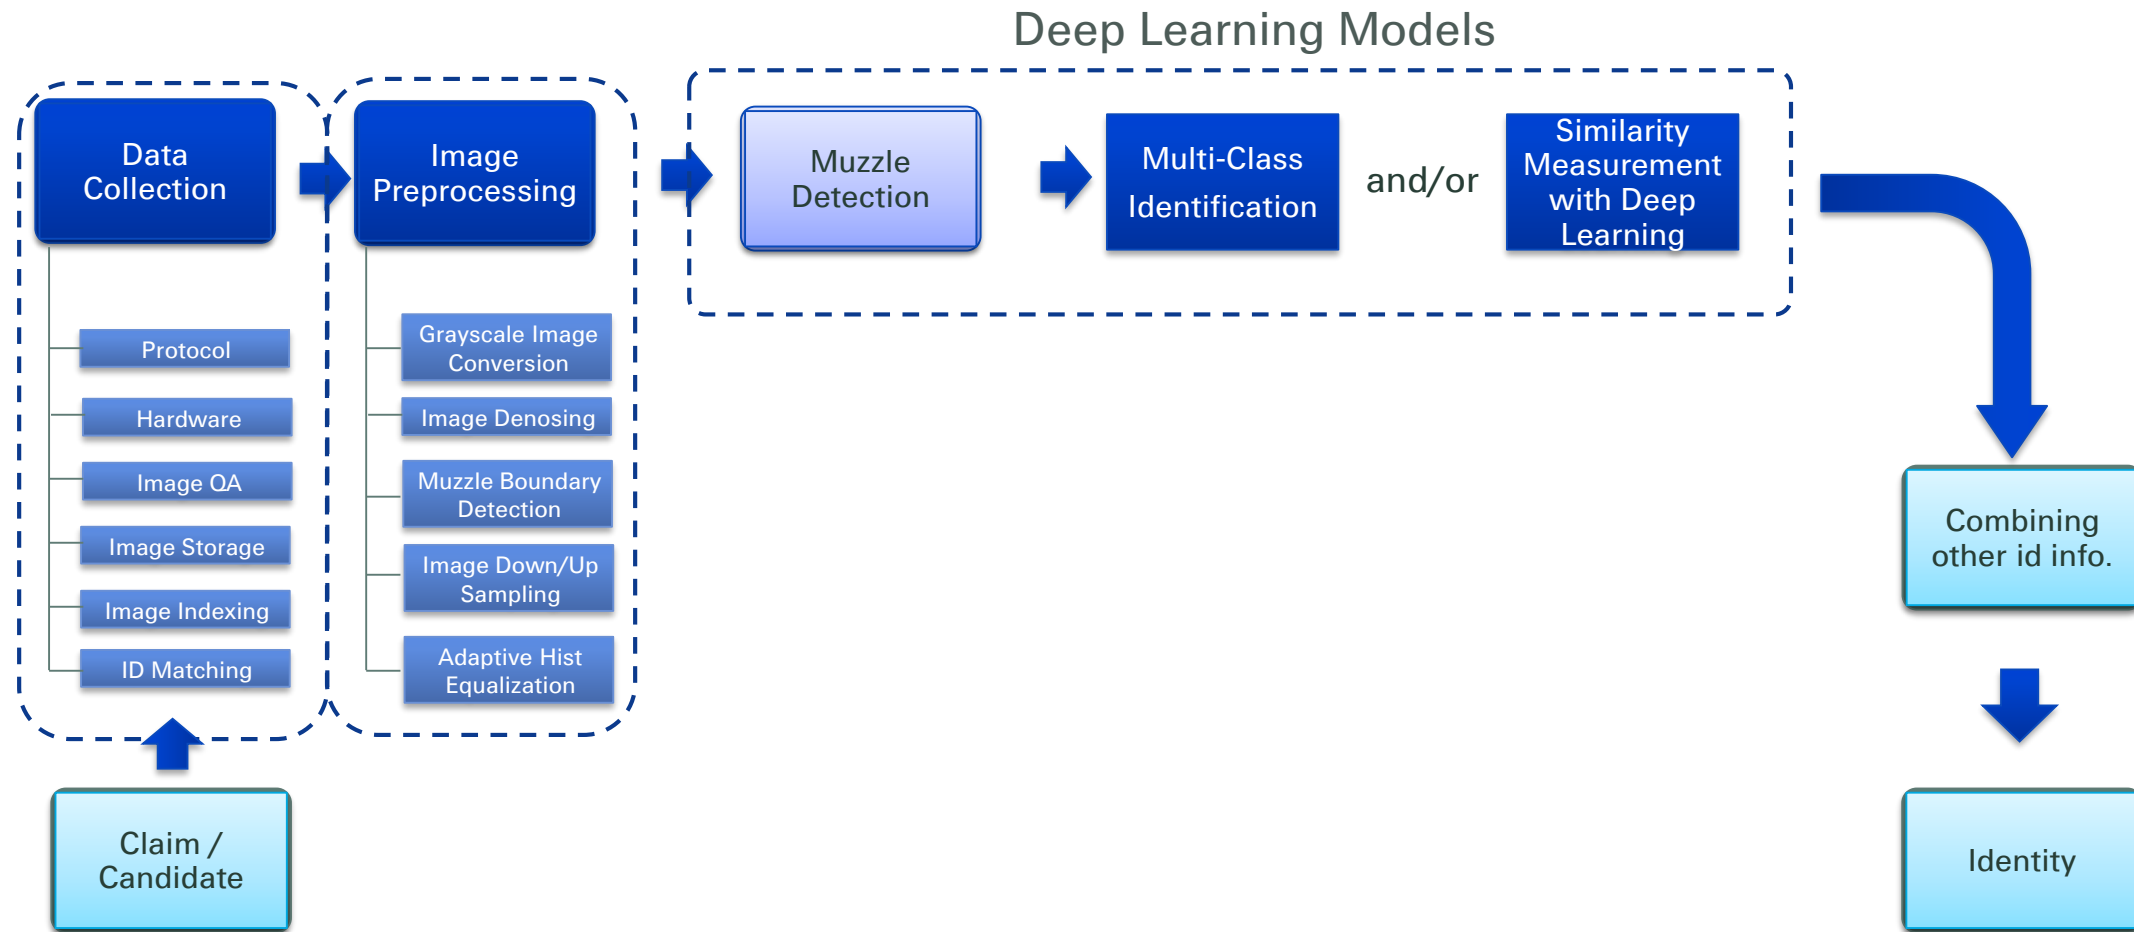 Deep Learning Models
Data
Collection
Image
Preprocessing
Muzzle
Detection
Multi-Class
Identification
and/or
Similarity
Measurement
with Deep
Learning
Protocol
Hardware
Image QA
Image Storage
Image Indexing
ID Matching
Grayscale Image
Conversion
Image Denosing
Muzzle Boundary
Detection
Image Down/Up
Sampling
Adaptive Hist
Equalization
Combining
other id info.
Claim /
Candidate
Identity